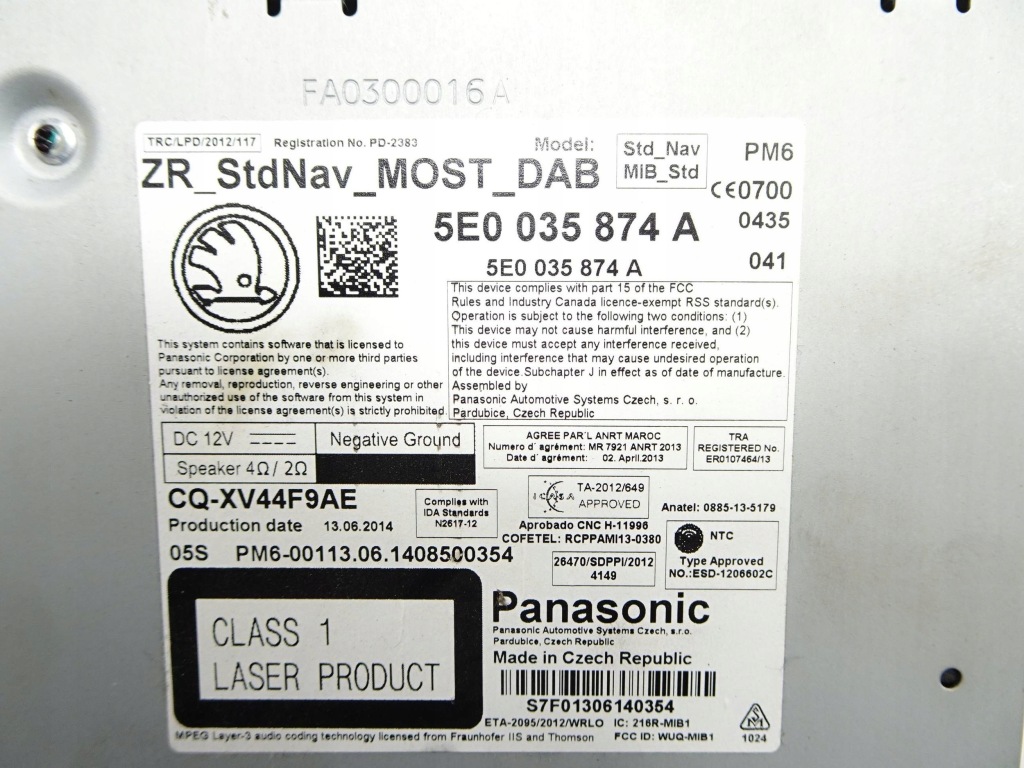 FA0300016A
TRC/LPD/2012/117 Registration No. PD-2383 Model: Std_Nav PM6
ZR_StdNav_MOST_DAB MIB_Std CE0700
5E0 035 874 A 0435
5E0 035 874 A 041
This device complies with part 15 of the FCC
Rules and Industry Canada licence-exempt RSS standard(s).
Operation is subject to the following two conditions: (1)
This device may not cause harmful interference, and (2)
this device must accept any interference received,
including interference that may cause undesired operation
of the device. Subchapter J in effect as of date of manufacture.
Assembled by
Panasonic Automotive Systems Czech, s. r. o.
Pardubice, Czech Republic
This system contains software that is licensed to
Panasonic Corporation by one or more third parties
pursuant to license agreement(s).
Any removal, reproduction, reverse engineering or other
unauthorized use of the software from this system in
violation of the license agreement(s) is strictly prohibited.
DC 12V Negative Ground
Speaker 4Ω / 2Ω
AGREE PAR'L ANRT MAROC
Numero d' agrément: MR 7921 ANRT 2013
Date d' agrément: 02. April.2013
TRA
REGISTERED No.
ER0107464/13
CQ-XV44F9AE
Production date 13.06.2014
05S PM6-00113.06.1408500354
Complies with
IDA Standards
N2617-12
ICASA TA-2012/649
APPROVED
Anatel: 0885-13-5179
Aprobado CNC H-11996
COFETEL: RCPPAMI13-0380
26470/SDPPI/2012
4149
NTC
Type Approved
NO.:ESD-1206602C
CLASS 1
LASER PRODUCT
Panasonic
Panasonic Automotive Systems Czech, s.r.o.
Pardubice, Czech Republic
Made in Czech Republic
S7F01306140354
ETA-2095/2012/WRLO IC: 216R-MIB1
MPEG Layer-3 audio coding technology licensed from Fraunhofer IIS and Thomson FCC ID: WUQ-MIB1 1024